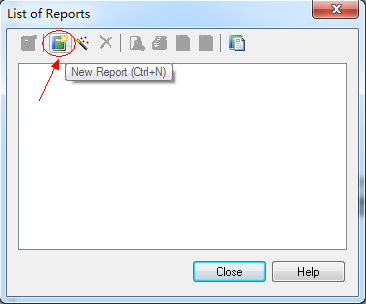 List of Reports
New Report (Ctrl+N)
Close
Help